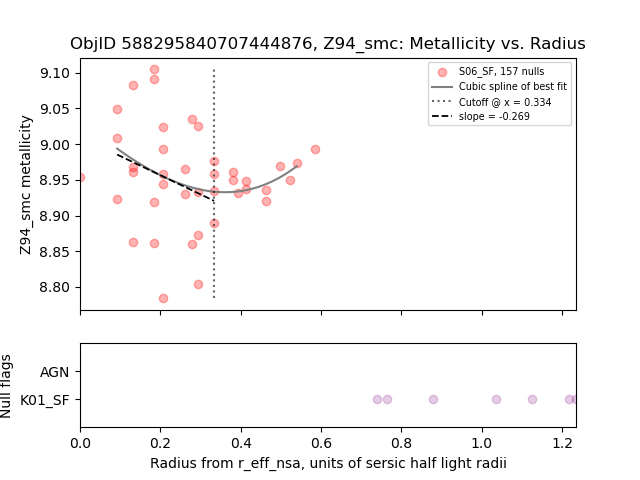 ObjID 588295840707444876, Z94_smc: Metallicity vs. Radius
Z94_smc metallicity
9.10
9.05
9.00
8.95
8.90
8.85
8.80
S06_SF, 157 nulls
Cubic spline of best fit
Cutoff @ x = 0.334
slope = -0.269
Null flags
AGN
K01_SF
0.0 0.2 0.4 0.6 0.8 1.0 1.2
Radius from r_eff_nsa, units of sersic half light radii